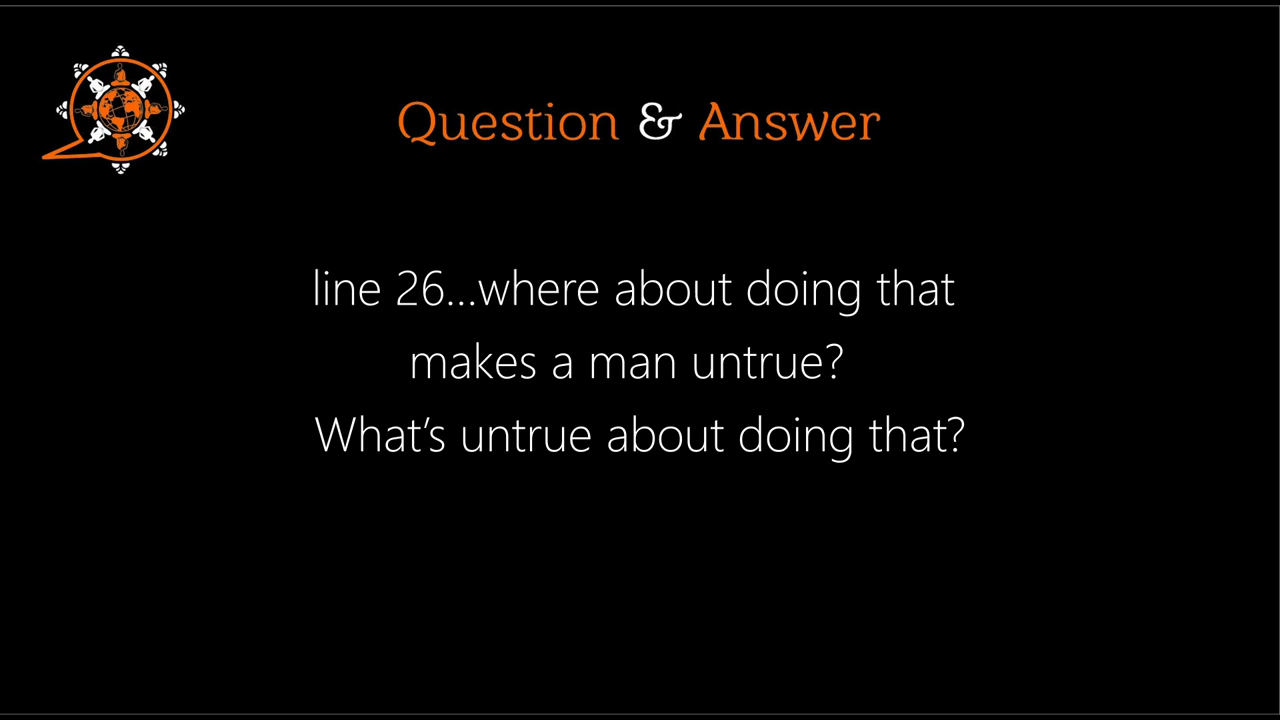 Question & Answer
line 26...where about doing that
makes a man untrue?
What's untrue about doing that?